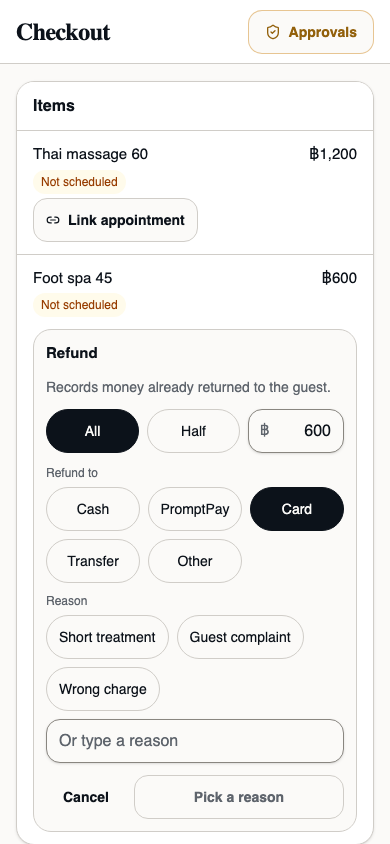 Checkout
Approvals
Items
Thai massage 60 ฿1,200
Not scheduled
Link appointment
Foot spa 45 ฿600
Not scheduled
Refund
Records money already returned to the guest.
All Half ฿ 600
Refund to
Cash PromptPay Card
Transfer Other
Reason
Short treatment Guest complaint
Wrong charge
Or type a reason
Cancel Pick a reason